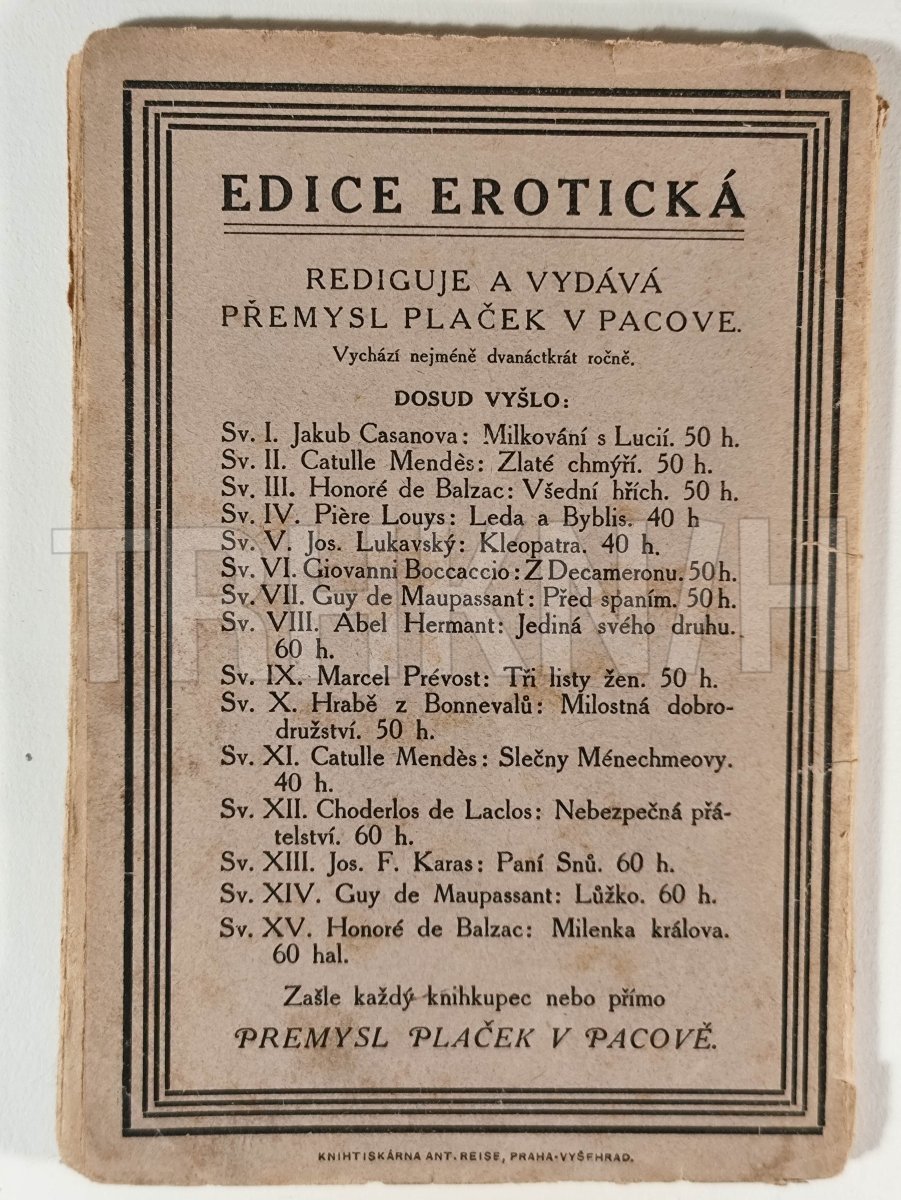 EDICE EROTICKÁ
REDIGUJE A VYDÁVÁ
PŘEMYSL PLAČEK V PACOVE.
Vychází nejméně dvanáctkrát ročně.
DOSUD VYŠLO:
Sv. I. Jakub Casanova: Milkování s Lucií. 50 h.
Sv. II. Catulle Mendès: Zlaté chmýří. 50 h.
Sv. III. Honoré de Balzac: Všední hřích. 50 h.
Sv. IV. Pière Louys: Leda a Byblis. 40 h
Sv. V. Jos. Lukavský: Kleopatra. 40 h.
Sv. VI. Giovanni Boccaccio: Z Decameronu. 50 h.
Sv. VII. Guy de Maupassant: Před spaním. 50 h.
Sv. VIII. Abel Hermant: Jediná svého druhu.
60 h.
Sv. IX. Marcel Prévost: Tři listy žen. 50 h.
Sv. X. Hrabě z Bonnevalů: Milostná dobro-
družství. 50 h.
Sv. XI. Catulle Mendès: Slečny Ménechmeovy.
40 h.
Sv. XII. Choderlos de Laclos: Nebezpečná přá-
telství. 60 h.
Sv. XIII. Jos. F. Karas: Paní Snů. 60 h.
Sv. XIV. Guy de Maupassant: Lůžko. 60 h.
Sv. XV. Honoré de Balzac: Milenka králova.
60 hal.
Zašle každý knihkupec nebo přímo
PREMYSL PLAČEK V PACOVĚ.
KNIHTISKÁRNA ANT. REISE, PRAHA-VYŠEHRAD.